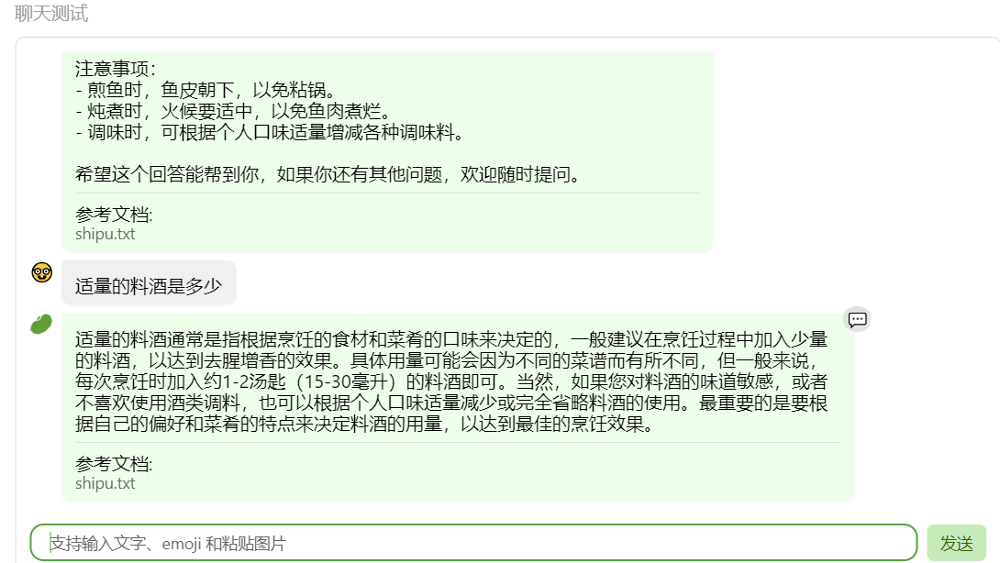 聊天测试
注意事项：
- 煎鱼时，鱼皮朝下，以免粘锅。
- 炖煮时，火候要适中，以免鱼肉煮烂。
- 调味时，可根据个人口味适量增减各种调味料。
希望这个回答能帮到你，如果你还有其他问题，欢迎随时提问。
参考文档:
shipu.txt
适量的料酒是多少
适量的料酒通常是指根据烹饪的食材和菜肴的口味来决定的，一般建议在烹饪过程中加入少量
的料酒，以达到去腥增香的效果。具体用量可能会因为不同的菜谱而有所不同，但一般来说，
每次烹饪时加入约1-2汤匙（15-30毫升）的料酒即可。当然，如果您对料酒的味道敏感，或者
不喜欢使用酒类调料，也可以根据个人口味适量减少或完全省略料酒的使用。最重要的是要根
据自己的偏好和菜肴的特点来决定料酒的用量，以达到最佳的烹饪效果。
参考文档:
shipu.txt
支持输入文字、emoji 和粘贴图片
发送